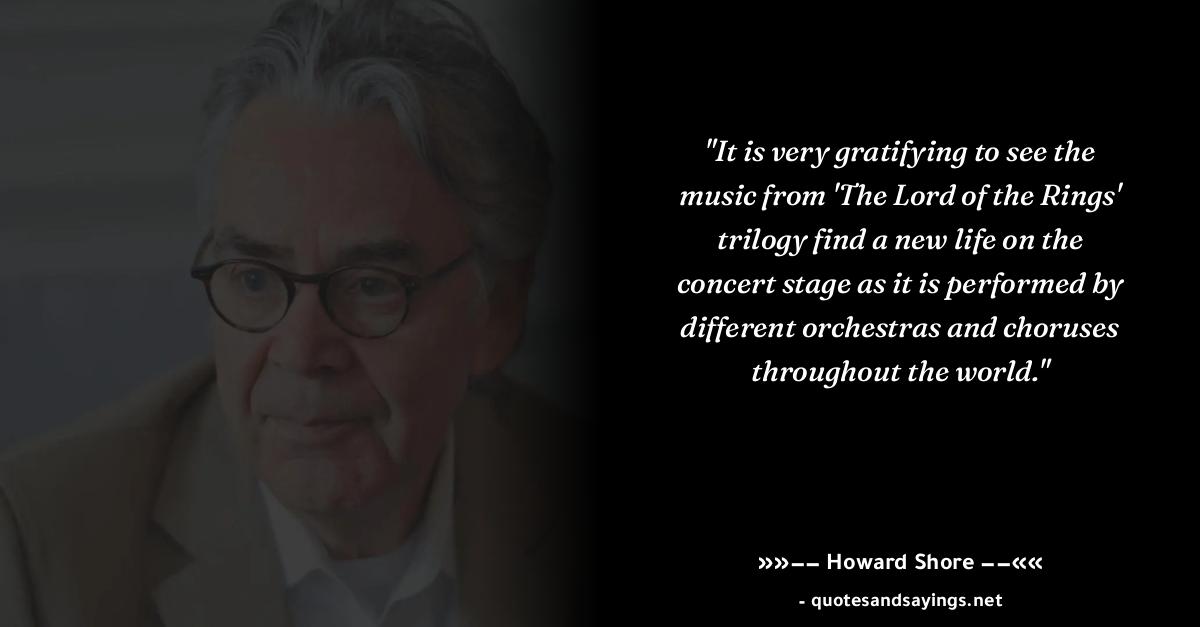 "It is very gratifying to see the
music from 'The Lord of the Rings'
trilogy find a new life on the
concert stage as it is performed by
different orchestras and choruses
throughout the world."
»»–– Howard Shore ––««
- quotesandsayings.net